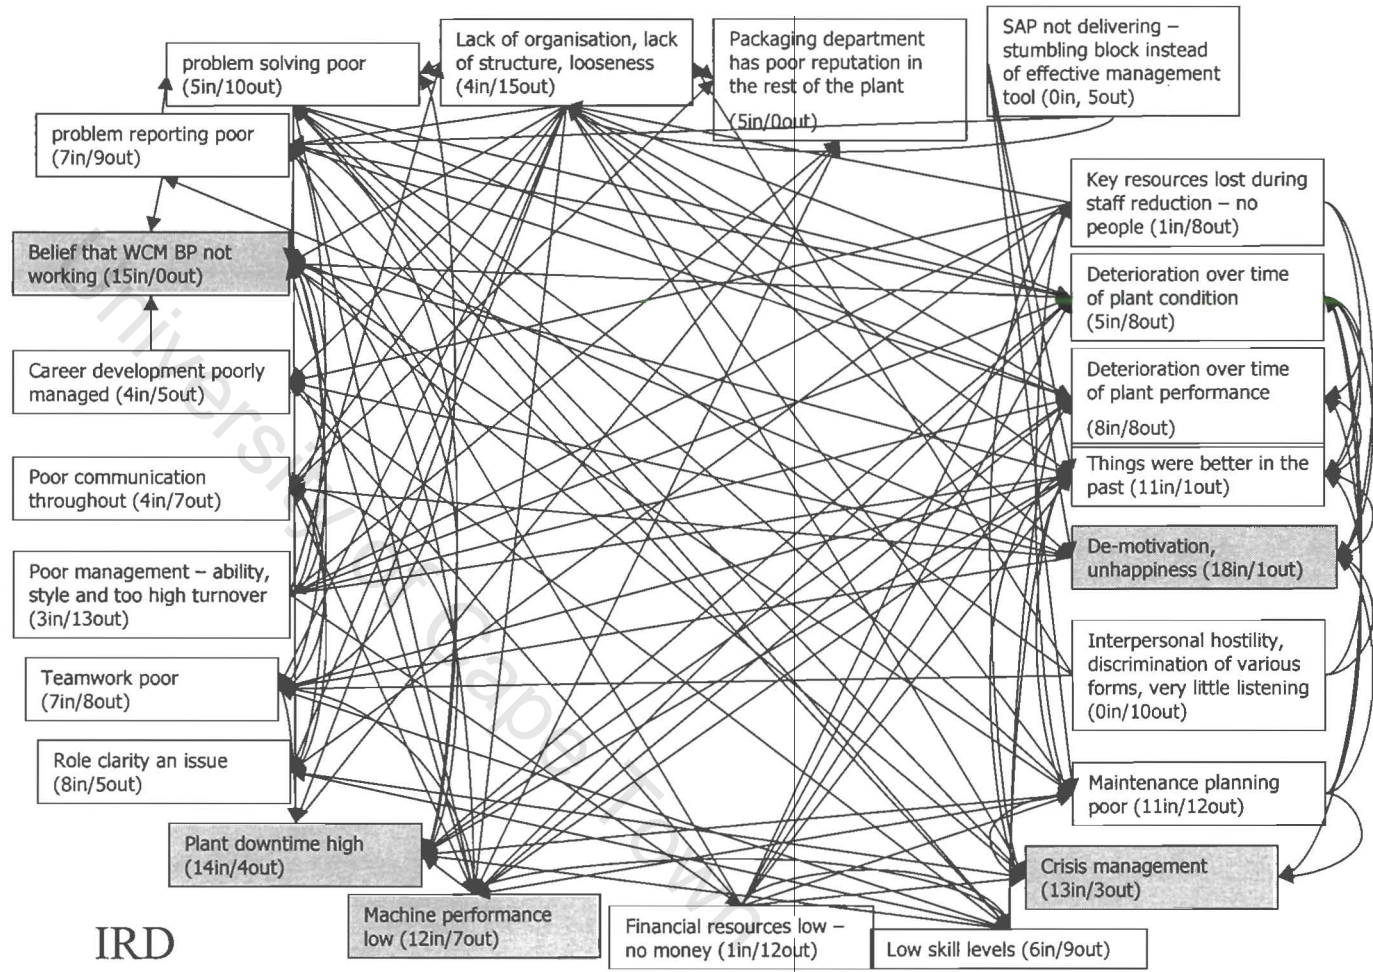 problem solving poor
(5in/10out)
Lack of organisation, lack
of structure, looseness
(4in/15out)
Packaging department
has poor reputation in
the rest of the plant
(5in/0out)
SAP not delivering –
stumbling block instead
of effective management
tool (0in, 5out)
problem reporting poor
(7in/9out)
Key resources lost during
staff reduction – no
people (1in/8out)
Belief that WCM BP not
working (15in/0out)
Deterioration over time
of plant condition
(5in/8out)
Career development poorly
managed (4in/5out)
Deterioration over time
of plant performance
(8in/8out)
Poor communication
throughout (4in/7out)
Things were better in the
past (11in/1out)
Poor management – ability,
style and too high turnover
(3in/13out)
De-motivation,
unhappiness (18in/1out)
Teamwork poor
(7in/8out)
Interpersonal hostility,
discrimination of various
forms, very little listening
(0in/10out)
Role clarity an issue
(8in/5out)
Maintenance planning
poor (11in/12out)
Plant downtime high
(14in/4out)
Crisis management
(13in/3out)
Machine performance
low (12in/7out)
Financial resources low –
no money (1in/12out)
Low skill levels (6in/9out)
IRD
University of Cape Town